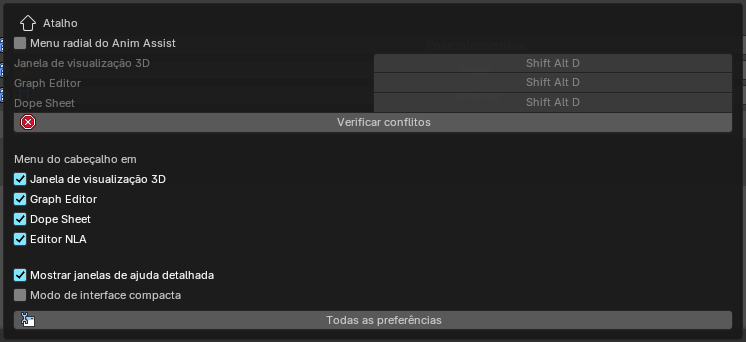 Atalho
Menu radial do Anim Assist
Janela de visualização 3D Shift Alt D
Graph Editor Shift Alt D
Dope Sheet Shift Alt D
Verificar conflitos
Menu do cabeçalho em
Janela de visualização 3D
Graph Editor
Dope Sheet
Editor NLA
Mostrar janelas de ajuda detalhada
Modo de interface compacta
Todas as preferências